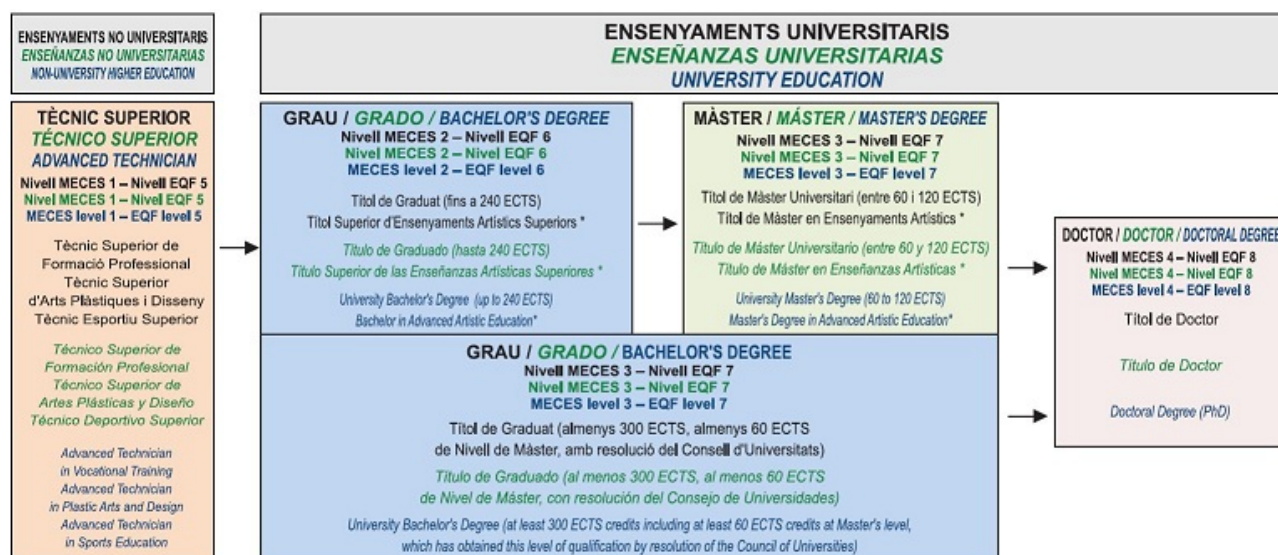 ENSENYAMENTS NO UNIVERSITARIS
ENSEÑANZAS NO UNIVERSITARIAS
NON-UNIVERSITY HIGHER EDUCATION
ENSENYAMENTS UNIVERSITARIS
ENSEÑANZAS UNIVERSITARIAS
UNIVERSITY EDUCATION
TÈCNIC SUPERIOR
TÉCNICO SUPERIOR
ADVANCED TECHNICIAN
Nivell MECES 1 – Nivell EQF 5
Nivel MECES 1 – Nivel EQF 5
MECES level 1 – EQF level 5
Tècnic Superior de
Formació Professional
Tècnic Superior
d'Arts Plàstiques i Disseny
Tècnic Esportiu Superior
Técnico Superior de
Formación Profesional
Técnico Superior de
Artes Plásticas y Diseño
Técnico Deportivo Superior
Advanced Technician
in Vocational Training
Advanced Technician
in Plastic Arts and Design
Advanced Technician
in Sports Education
GRAU / GRADO / BACHELOR'S DEGREE
Nivell MECES 2 – Nivell EQF 6
Nivel MECES 2 – Nivel EQF 6
MECES level 2 – EQF level 6
Títol de Graduat (fins a 240 ECTS)
Títol Superior d'Ensenyaments Artístics Superiors *
Título de Graduado (hasta 240 ECTS)
Título Superior de las Enseñanzas Artísticas Superiores *
University Bachelor's Degree (up to 240 ECTS)
Bachelor in Advanced Artistic Education*
MÀSTER / MÁSTER / MASTER'S DEGREE
Nivell MECES 3 – Nivell EQF 7
Nivel MECES 3 – Nivel EQF 7
MECES level 3 – EQF level 7
Títol de Màster Universitari (entre 60 i 120 ECTS)
Títol de Màster en Ensenyaments Artístics *
Título de Máster Universitario (entre 60 y 120 ECTS)
Título de Máster en Enseñanzas Artísticas *
University Master's Degree (60 to 120 ECTS)
Master's Degree in Advanced Artistic Education*
GRAU / GRADO / BACHELOR'S DEGREE
Nivell MECES 3 – Nivell EQF 7
Nivel MECES 3 – Nivel EQF 7
MECES level 3 – EQF level 7
Títol de Graduat (almenys 300 ECTS, almenys 60 ECTS
de Nivell de Màster, amb resolució del Consell d'Universitats)
Título de Graduado (al menos 300 ECTS, al menos 60 ECTS
de Nivel de Máster, con resolución del Consejo de Universidades)
University Bachelor's Degree (at least 300 ECTS credits including at least 60 ECTS credits at Master's level,
which has obtained this level of qualification by resolution of the Council of Universities)
DOCTOR / DOCTOR / DOCTORAL DEGREE
Nivell MECES 4 – Nivell EQF 8
Nivel MECES 4 – Nivel EQF 8
MECES level 4 – EQF level 8
Títol de Doctor
Título de Doctor
Doctoral Degree (PhD)